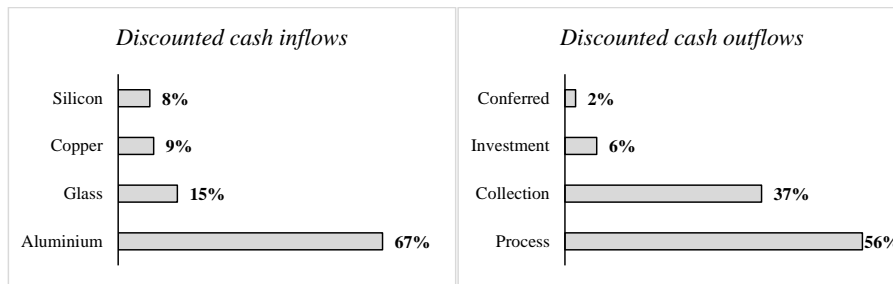 Discounted cash inflows
Silicon 8%
Copper 9%
Glass 15%
Aluminium 67%
Discounted cash outflows
Conferred 2%
Investment 6%
Collection 37%
Process 56%